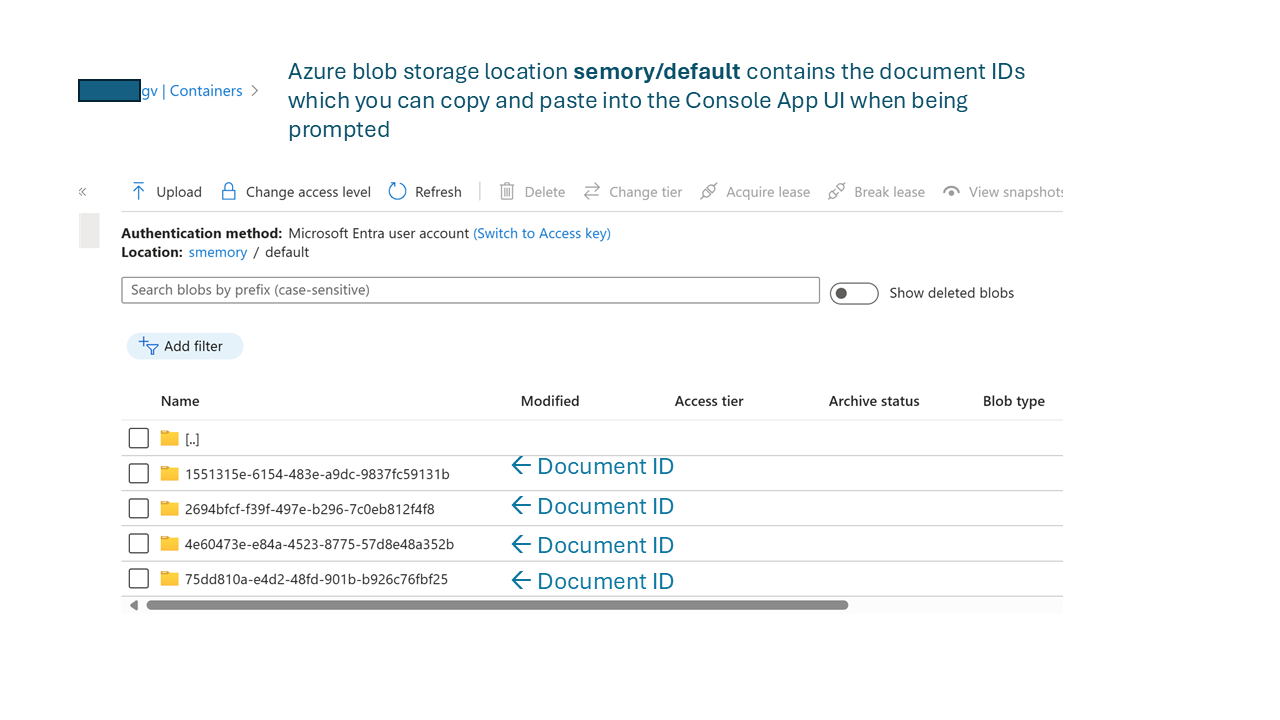 gv | Containers >
Azure blob storage location semory/default contains the document IDs
which you can copy and paste into the Console App UI when being
prompted
« Upload Change access level Refresh | Delete Change tier Acquire lease Break lease View snapshots
Authentication method: Microsoft Entra user account (Switch to Access key)
Location: smemory / default
Search blobs by prefix (case-sensitive) Show deleted blobs
Add filter
Name Modified Access tier Archive status Blob type
[..]
1551315e-6154-483e-a9dc-9837fc59131b ← Document ID
2694bfcf-f39f-497e-b296-7c0eb812f4f8 ← Document ID
4e60473e-e84a-4523-8775-57d8e48a352b ← Document ID
75dd810a-e4d2-48fd-901b-b926c76fbf25 ← Document ID